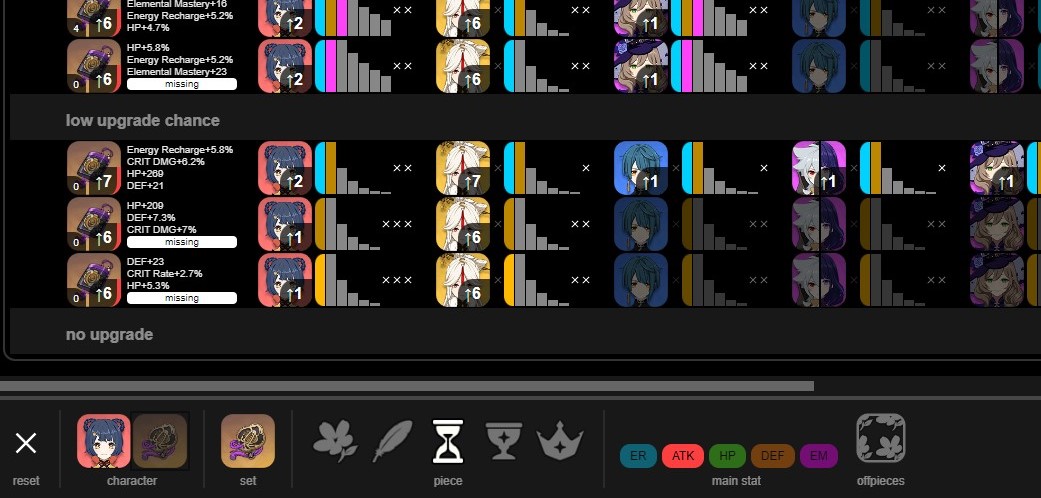 Elemental Mastery+16
Energy Recharge+5.2%
HP+4.7%
4 ↑6 ↑2 ×× ↑6 ×× ↑1 ××
HP+5.8%
Energy Recharge+5.2%
Elemental Mastery+23
missing
0 ↑6 ↑2 ×× ↑6 ×× ↑1 ××
low upgrade chance
Energy Recharge+5.8%
CRIT DMG+6.2%
HP+269
DEF+21
0 ↑7 ↑2 ×× ↑7 × ↑1 × ↑1 × ↑1
HP+209
DEF+7.3%
CRIT DMG+7%
missing
0 ↑6 ↑1 ××× ↑6 ×× ×× ××
DEF+23
CRIT Rate+2.7%
HP+5.3%
missing
0 ↑6 ↑1 ××× ↑6 ×× ×× ××
no upgrade
× ER ATK HP DEF EM
reset character set piece main stat offpieces